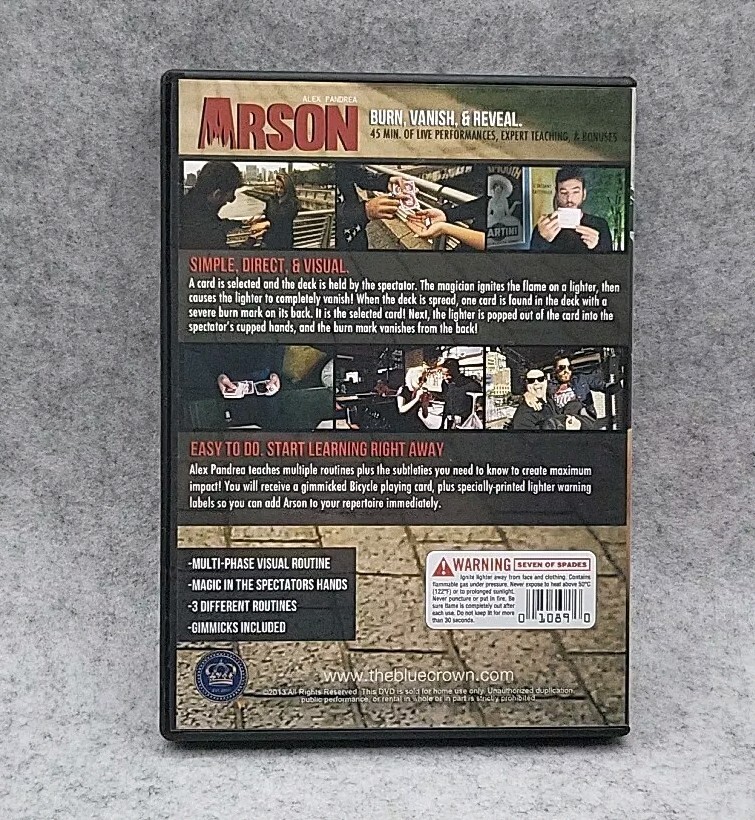 ALEX PANDREA
ARSON
BURN, VANISH, & REVEAL.
45 MIN. OF LIVE PERFORMANCES, EXPERT TEACHING, & BONUSES
ARTINI
SIMPLE, DIRECT, & VISUAL.
A card is selected and the deck is held by the spectator. The magician ignites the flame on a lighter, then
causes the lighter to completely vanish! When the deck is spread, one card is found in the deck with a
severe burn mark on its back. It is the selected card! Next, the lighter is popped out of the card into the
spectator's cupped hands, and the burn mark vanishes from the back!
EASY TO DO. START LEARNING RIGHT AWAY
Alex Pandrea teaches multiple routines plus the subtleties you need to know to create maximum
impact! You will receive a gimmicked Bicycle playing card, plus specially-printed lighter warning
labels so you can add Arson to your repertoire immediately.
-MULTI-PHASE VISUAL ROUTINE
-MAGIC IN THE SPECTATORS HANDS
-3 DIFFERENT ROUTINES
-GIMMICKS INCLUDED
WARNING SEVEN OF SPADES
Ignite lighter away from face and clothing. Contains
flammable gas under pressure. Never expose to heat above 50°C
(122°F) or to prolonged sunlight.
Never puncture or put in fire. Be
sure flame is completely out after
each use. Do not keep lit for more
than 30 seconds.
0 1089 0
www.thebluecrown.com
©2013 All Rights Reserved. This DVD is sold for home use only. Unauthorized duplication,
public performance, or rental in whole or in part is strictly prohibited.